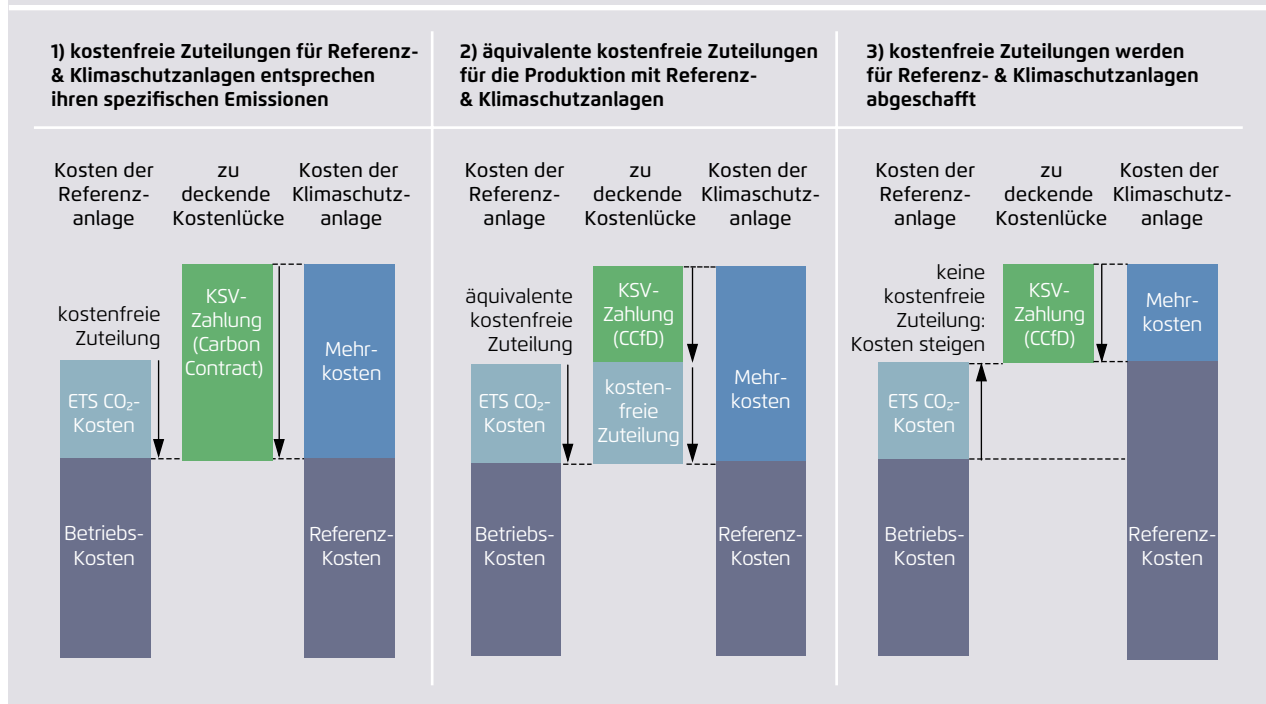 1) kostenfreie Zuteilungen für Referenz-
& Klimaschutzanlagen entsprechen
ihren spezifischen Emissionen
Kosten der
Referenz-
anlage
zu
deckende
Kostenlücke
Kosten der
Klimaschutz-
anlage
kostenfreie
Zuteilung
ETS CO₂-
Kosten
Betriebs-
Kosten
KSV-
Zahlung
(Carbon
Contract)
Mehr-
kosten
Referenz-
Kosten
2) äquivalente kostenfreie Zuteilungen
für die Produktion mit Referenz-
& Klimaschutzanlagen
Kosten der
Referenz-
anlage
zu
deckende
Kostenlücke
Kosten der
Klimaschutz-
anlage
äquivalente
kostenfreie
Zuteilung
ETS CO₂-
Kosten
Betriebs-
Kosten
KSV-
Zahlung
(CCfD)
kosten-
freie
Zuteilung
Mehr-
kosten
Referenz-
Kosten
3) kostenfreie Zuteilungen werden
für Referenz- & Klimaschutzanlagen
abgeschafft
Kosten der
Referenz-
anlage
zu
deckende
Kostenlücke
Kosten der
Klimaschutz-
anlage
keine
kostenfreie
Zuteilung:
Kosten steigen
ETS CO₂-
Kosten
Betriebs-
Kosten
KSV-
Zahlung
(CCfD)
Mehr-
kosten
Referenz-
Kosten